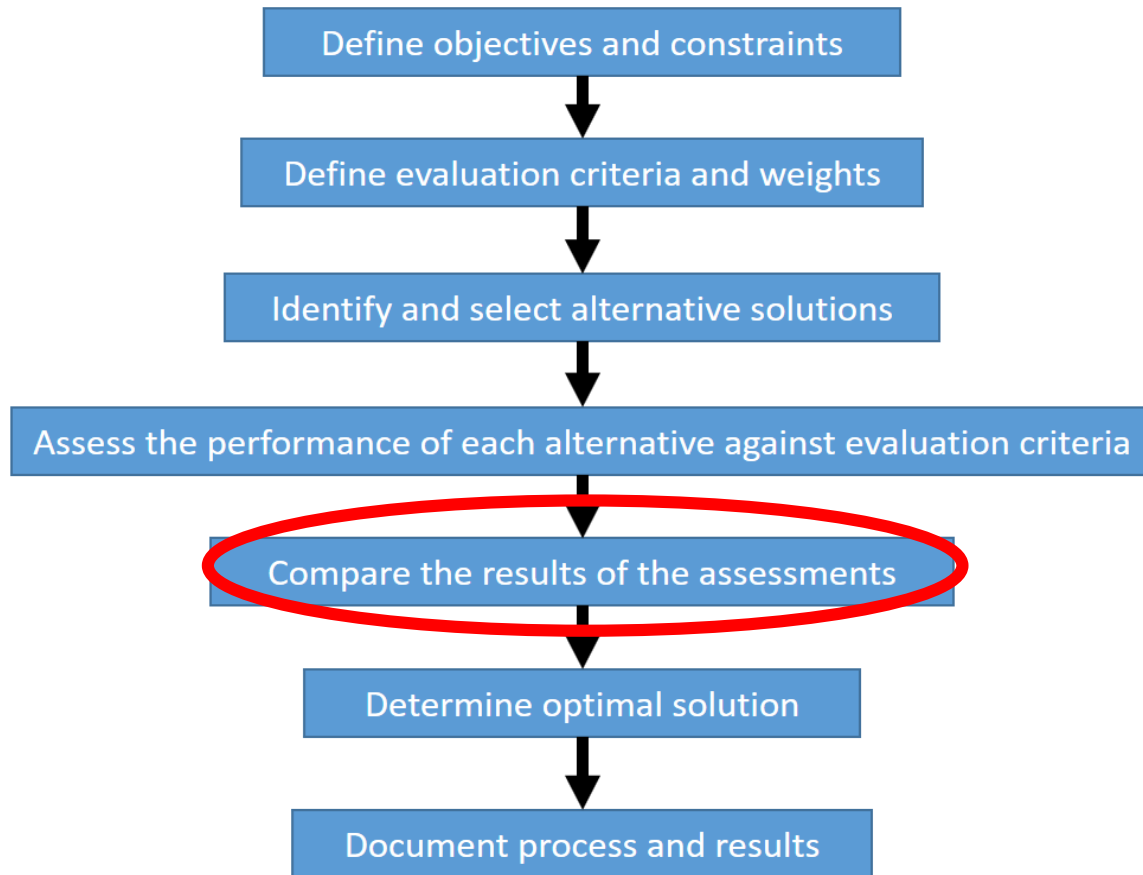 Define objectives and constraints
Define evaluation criteria and weights
Identify and select alternative solutions
Assess the performance of each alternative against evaluation criteria
Compare the results of the assessments
Determine optimal solution
Document process and results